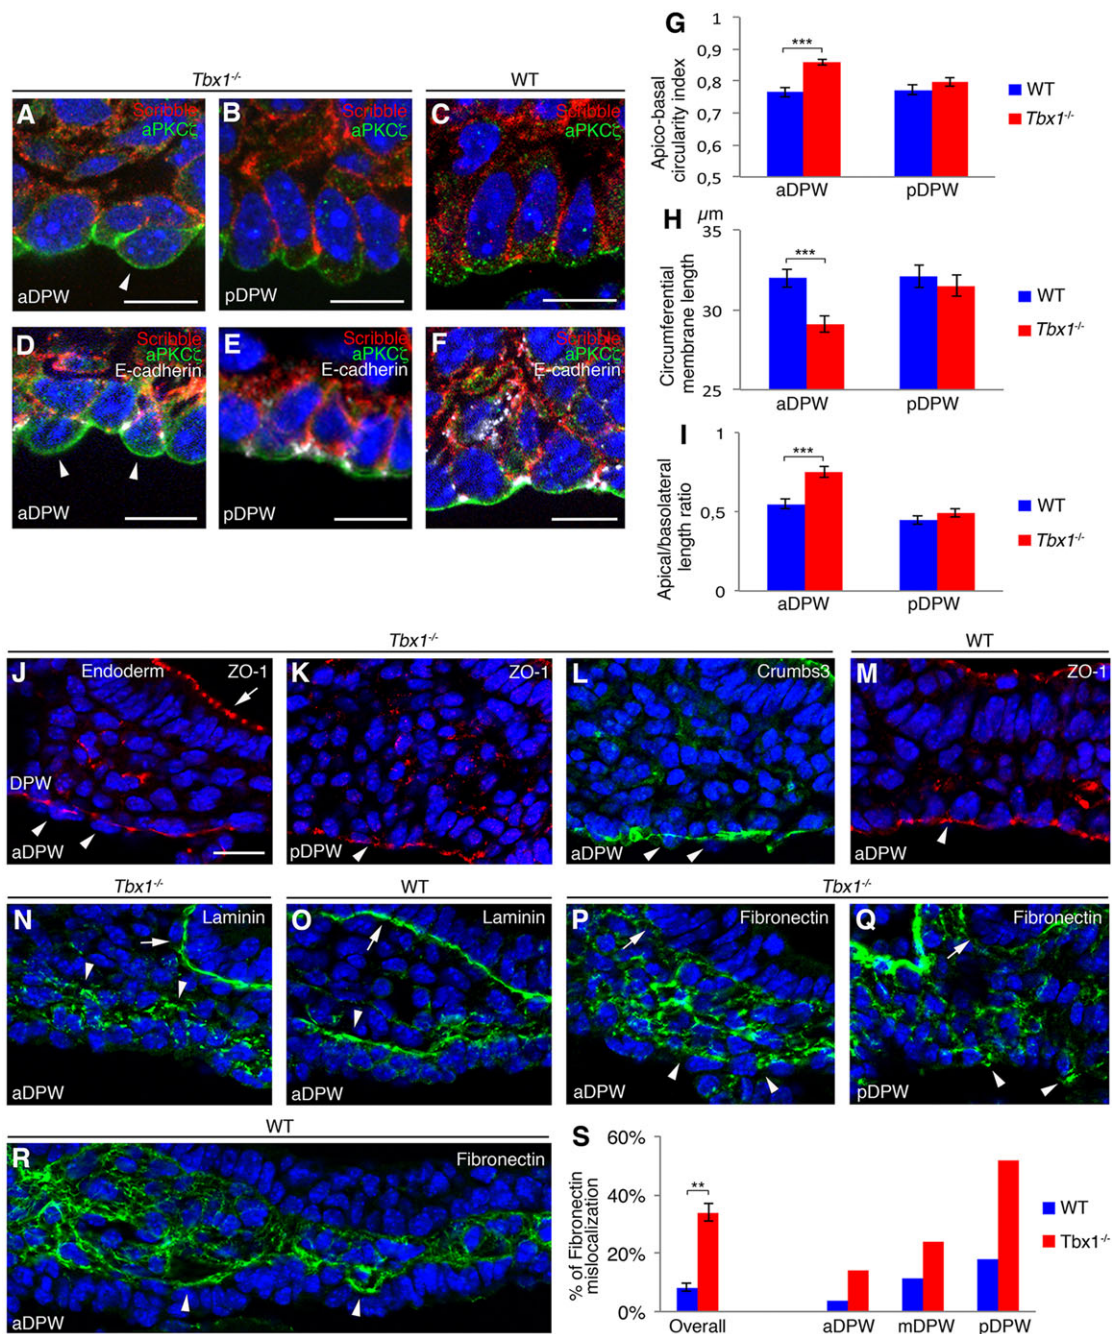 Tbx1-/-
WT
A
Scribble
aPKCζ
aDPW
B
Scribble
aPKCζ
pDPW
C
Scribble
aPKCζ
D
Scribble
aPKCζ
E-cadherin
aDPW
E
Scribble
aPKCζ
E-cadherin
pDPW
F
Scribble
aPKCζ
E-cadherin
G
Apico-basal
circularity index
1
0,9
0,8
0,7
0,6
0,5
***
aDPW
pDPW
WT
Tbx1-/-
H
µm
Circumferential
membrane length
35
30
25
***
aDPW
pDPW
WT
Tbx1-/-
I
Apical/basolateral
length ratio
1
0,5
0
***
aDPW
pDPW
WT
Tbx1-/-
Tbx1-/-
WT
J
Endoderm
ZO-1
DPW
aDPW
K
ZO-1
pDPW
L
Crumbs3
aDPW
M
ZO-1
aDPW
Tbx1-/-
WT
Tbx1-/-
N
Laminin
aDPW
O
Laminin
aDPW
P
Fibronectin
aDPW
Q
Fibronectin
pDPW
WT
R
Fibronectin
aDPW
S
% of Fibronectin
mislocalization
60%
40%
20%
0%
**
Overall
aDPW
mDPW
pDPW
WT
Tbx1-/-